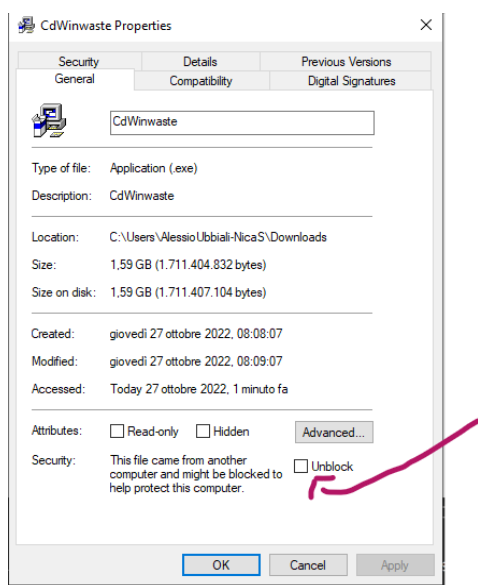 CdWinwaste Properties
Security Details Previous Versions
General Compatibility Digital Signatures
CdWinwaste
Type of file: Application (.exe)
Description: CdWinwaste
Location: C:\Users\AlessioUbbiali-NicaS\Downloads
Size: 1,59 GB (1.711.404.832 bytes)
Size on disk: 1,59 GB (1.711.407.104 bytes)
Created: giovedì 27 ottobre 2022, 08:08:07
Modified: giovedì 27 ottobre 2022, 08:09:07
Accessed: Today 27 ottobre 2022, 1 minuto fa
Attributes: Read-only Hidden Advanced...
Security: This file came from another
computer and might be blocked to
help protect this computer.
Unblock
OK Cancel Apply